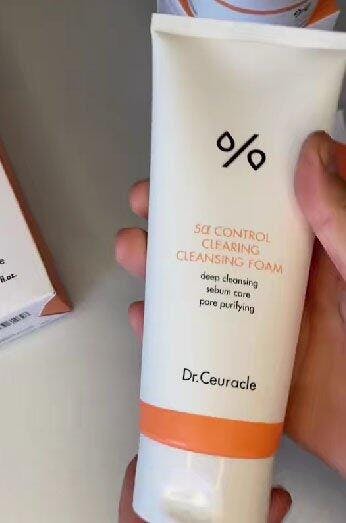 %
5α CONTROL
CLEARING
CLEANSING FOAM
deep cleansing
sebum care
pore purifying
Dr.Ceuracle